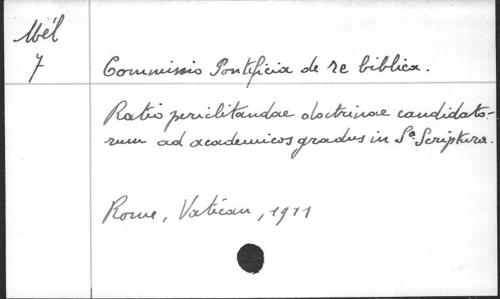 Mél
7
Commissio Pontificia de re biblica.
Ratio periclitandae doctrinae candidato-
rum ad academicos gradus in Sa. Scriptura.
Rome, Vatican, 1911